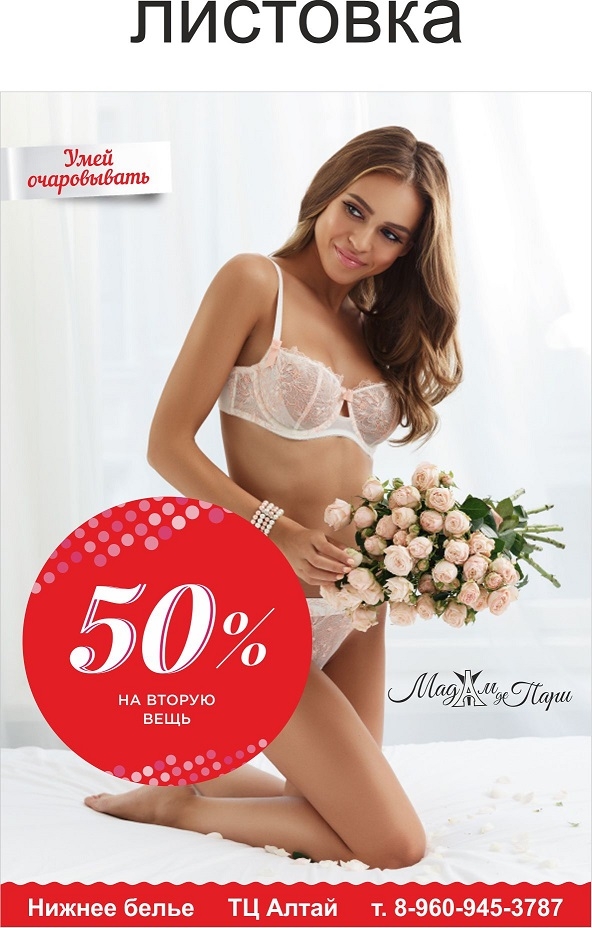 листовка
Умей
очаровывать
50%
НА ВТОРУЮ
ВЕЩЬ
Мадам де Пари
Нижнее белье ТЦ Алтай т. 8-960-945-3787